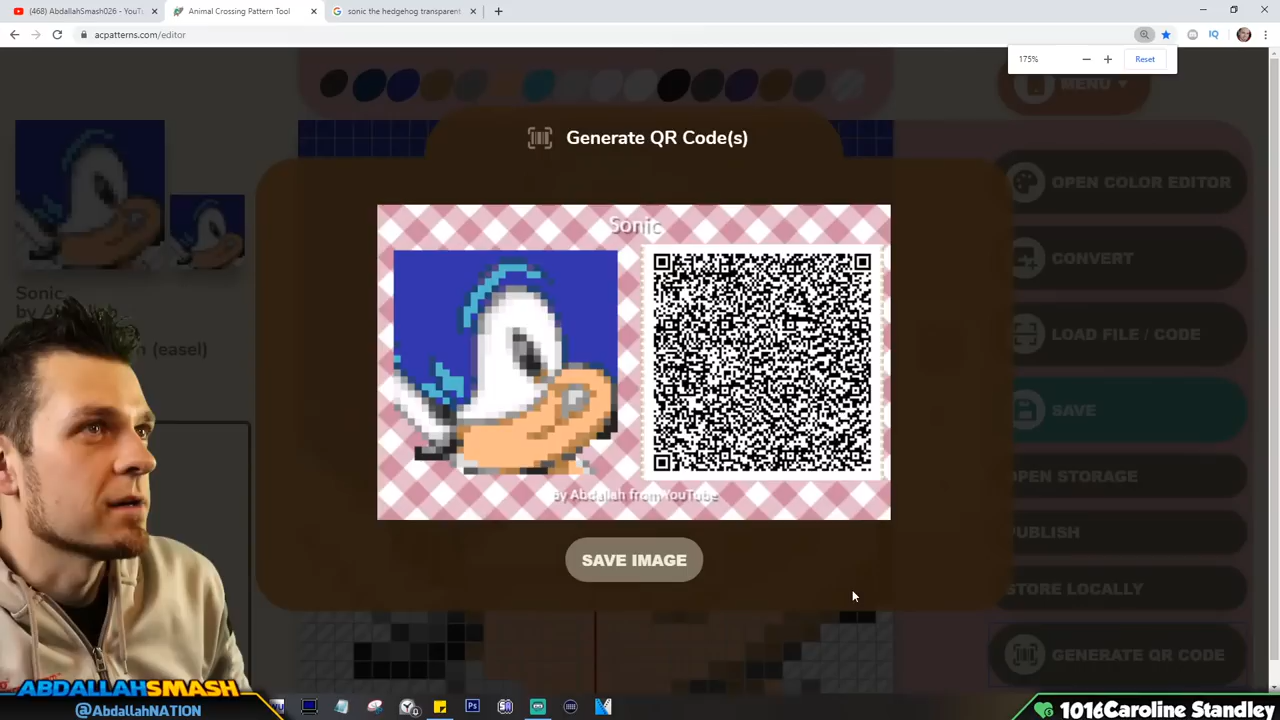 (468) AbdallahSmash026 - YouTu
Animal Crossing Pattern Tool
sonic the hedgehog transparent
acpatterns.com/editor
175%
Reset
MENU
Generate QR Code(s)
OPEN COLOR EDITOR
Sonic
CONVERT
Sonic
(easel)
LOAD FILE / CODE
SAVE
OPEN STORAGE
By Abdallah from YouTube
PUBLISH
SAVE IMAGE
STORE LOCALLY
GENERATE QR CODE
ABDALLAHSMASH
@AbdallahNATION
1016Caroline Standley